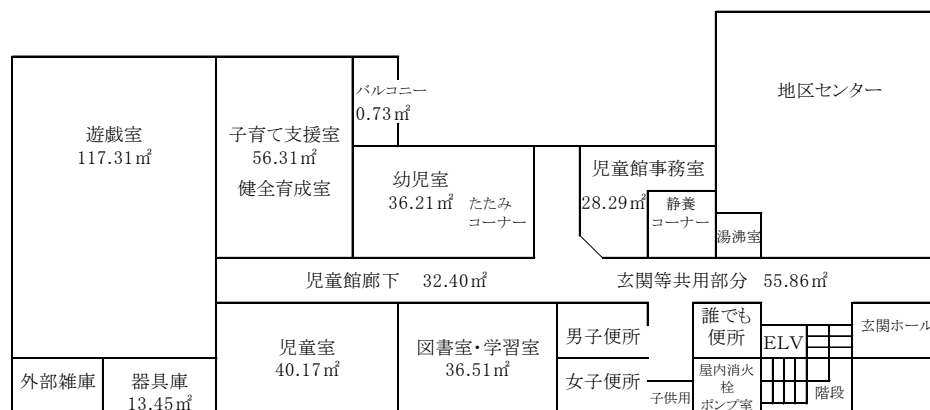 遊戯室
117.31㎡
子育て支援室
56.31㎡
健全育成室
バルコニー
0.73㎡
幼児室
36.21㎡
たたみ
コーナー
児童館事務室
28.29㎡
静養
コーナー
地区センター
湯沸室
児童館廊下 32.40㎡
玄関等共用部分 55.86㎡
外部雑庫
器具庫
13.45㎡
児童室
40.17㎡
図書室・学習室
36.51㎡
男子便所
女子便所
子供用
誰でも
便所
屋内消火
栓
ポンプ室
ELV
階段
玄関ホール